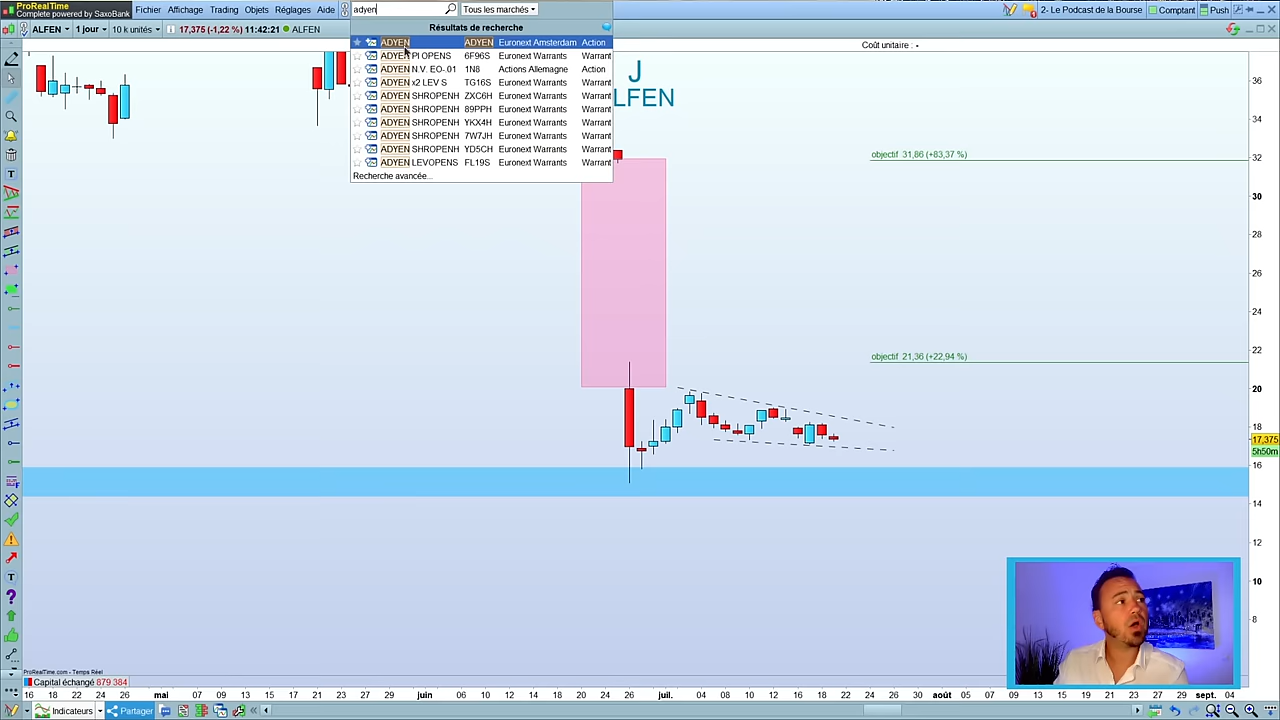 ProRealTime
Complete powered by SaxoBank
Fichier Affichage Trading Objets Réglages Aide
adyen
Tous les marchés
2- Le Podcast de la Bourse
Comptant
Push
ALFEN 1 jour 10 k unités 17,375 (-1,22 %) 11:42:21 ALFEN
Résultats de recherche
ADYEN ADYEN Euronext Amsterdam Action
ADYEN PI OPENS 6F96S Euronext Warrants Warrant
ADYEN N.V. EO-.01 1N8 Actions Allemagne Action
ADYEN x2 LEV S TG16S Euronext Warrants Warrant
ADYEN SHROPENH ZXC6H Euronext Warrants Warrant
ADYEN SHROPENH 89PPH Euronext Warrants Warrant
ADYEN SHROPENH YKX4H Euronext Warrants Warrant
ADYEN SHROPENH 7W7JH Euronext Warrants Warrant
ADYEN SHROPENH YD5CH Euronext Warrants Warrant
ADYEN LEVOPENS FL19S Euronext Warrants Warrant
Recherche avancée...
Coût unitaire : -
J
LFEN
objectif 31,86 (+83,37 %)
objectif 21,36 (+22,94 %)
36
34
32
30
28
26
24
22
20
18
17,375
5h50m
16
14
12
10
8
ProRealTime.com - Temps Réel
Capital échangé 879 384
16 18 22 24 26 mai 07 09 13 15 17 21 23 27 29 juin 06 10 12 14 18 20 24 26 juil. 04 08 10 12 16 18 22 24 26 août 05 07 09 13 15 19 21 23 27 29 sept. 04
Indicateurs
Partager